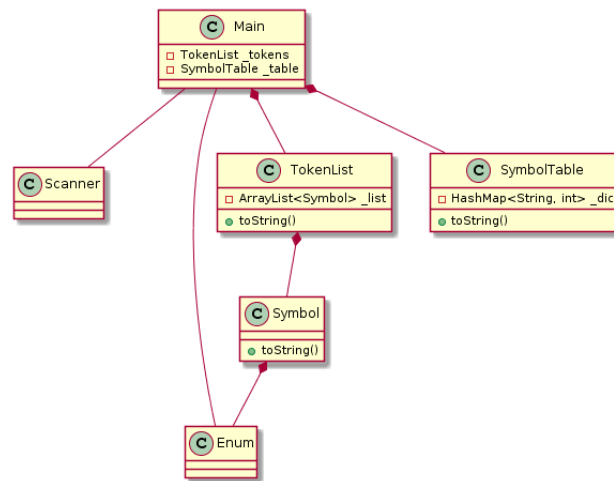 C Main
TokenList _tokens
SymbolTable _table
C Scanner
C TokenList
ArrayList<Symbol> _list
toString()
C SymbolTable
HashMap<String, int> _dic
toString()
C Symbol
toString()
C Enum